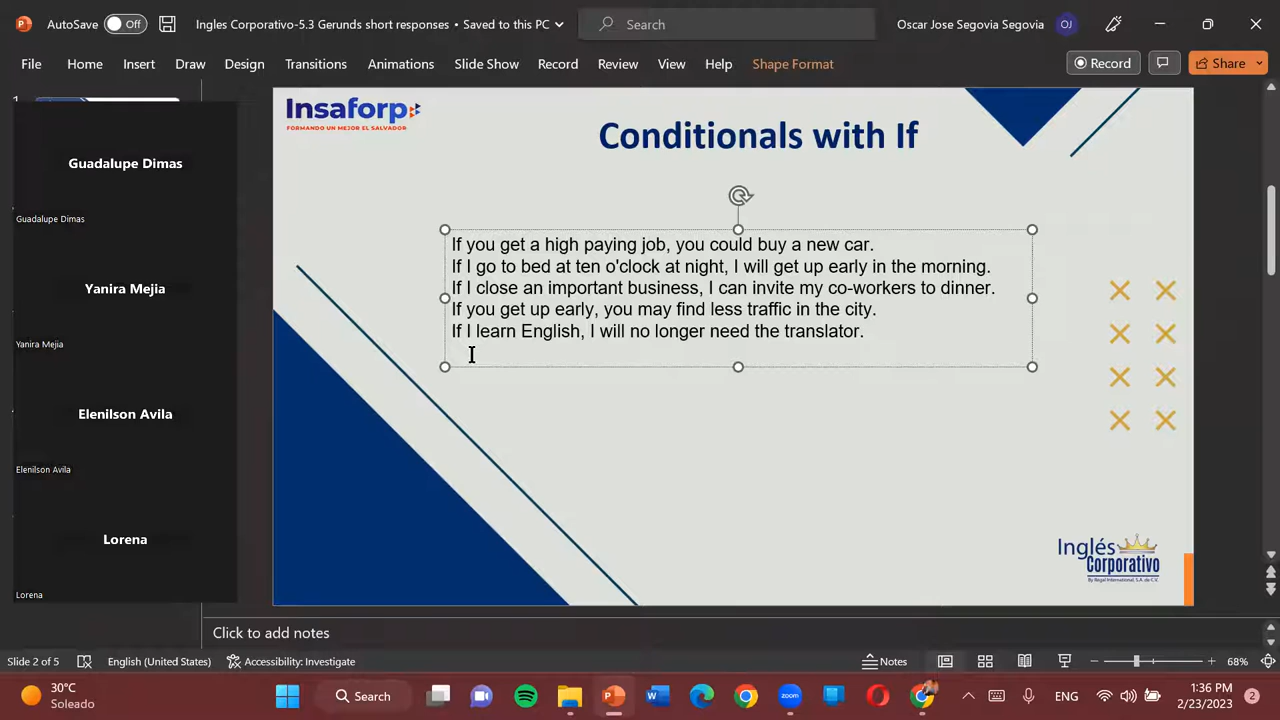 AutoSave Off Ingles Corporativo-5.3 Gerunds short responses • Saved to this PC Search Oscar Jose Segovia Segovia OJ
File Home Insert Draw Design Transitions Animations Slide Show Record Review View Help Shape Format Record Share
1
Insaforp
FORMANDO UN MEJOR EL SALVADOR
Conditionals with If
Guadalupe Dimas
Guadalupe Dimas
Yanira Mejia
Yanira Mejia
Elenilson Avila
Elenilson Avila
Lorena
Lorena
If you get a high paying job, you could buy a new car.
If I go to bed at ten o'clock at night, I will get up early in the morning.
If I close an important business, I can invite my co-workers to dinner.
If you get up early, you may find less traffic in the city.
If I learn English, I will no longer need the translator.
Inglés
Corporativo
By Regal International, S.A. de C.V.
Click to add notes
Slide 2 of 5 English (United States) Accessibility: Investigate Notes 68%
30°C
Soleado
Search
zoom
ENG
1:36 PM
2/23/2023
2